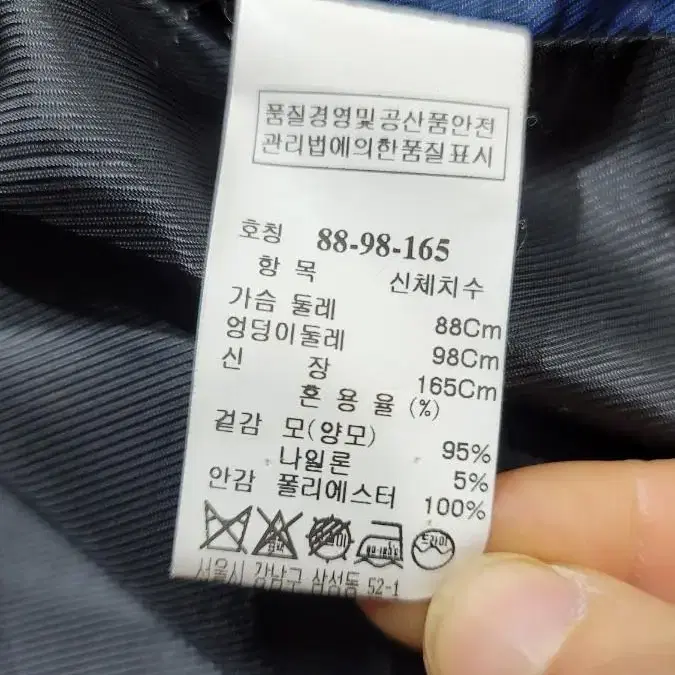 품질경영및공산품안전
관리법에의한품질표시
호칭 88-98-165
항 목 신체치수
가슴 둘레 88Cm
엉덩이둘레 98Cm
신 장 165Cm
혼 용 율 (%)
겉감 모(양모) 95%
나일론 5%
안감 폴리에스터 100%
드라이
서울시 강남구 삼성동 52-1